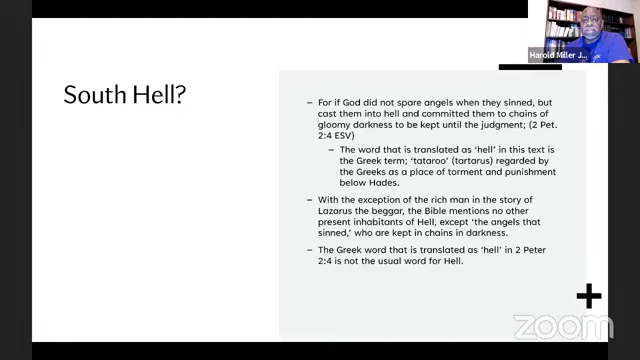 Harold Miller J...
South Hell?
– For if God did not spare angels when they sinned, but
cast them into hell and committed them to chains of
gloomy darkness to be kept until the judgment; (2 Pet.
2:4 ESV)
– The word that is translated as ‘hell’ in this text is
the Greek term; ‘tataroo’ (tartarus) regarded by
the Greeks as a place of torment and punishment
below Hades.
– With the exception of the rich man in the story of
Lazarus the beggar, the Bible mentions no other
present inhabitants of Hell, except ‘the angels that
sinned,’ who are kept in chains in darkness.
– The Greek word that is translated as ‘hell’ in 2 Peter
2:4 is not the usual word for Hell.
zoom